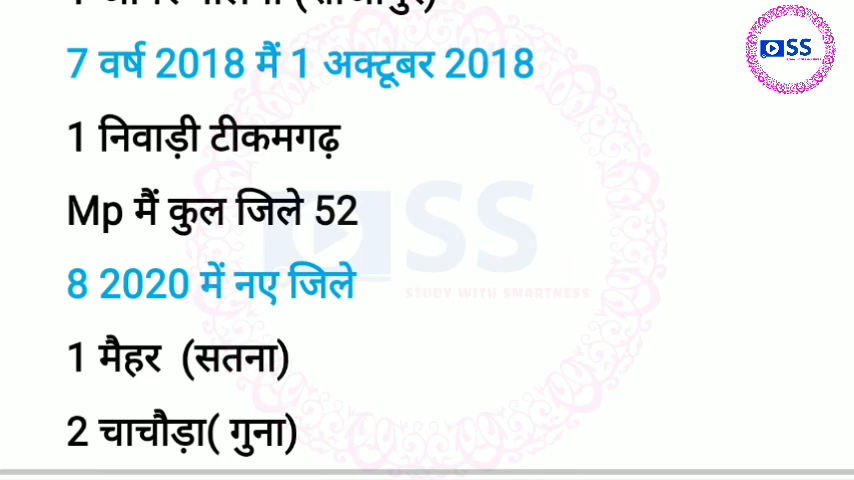 7 वर्ष 2018 मैं 1 अक्टूबर 2018
1 निवाड़ी टीकमगढ़
Mp मैं कुल जिले 52
8 2020 में नए जिले
1 मैहर (सतना)
2 चाचौड़ा( गुना)
SS
STUDY WITH SMARTNESS
SS